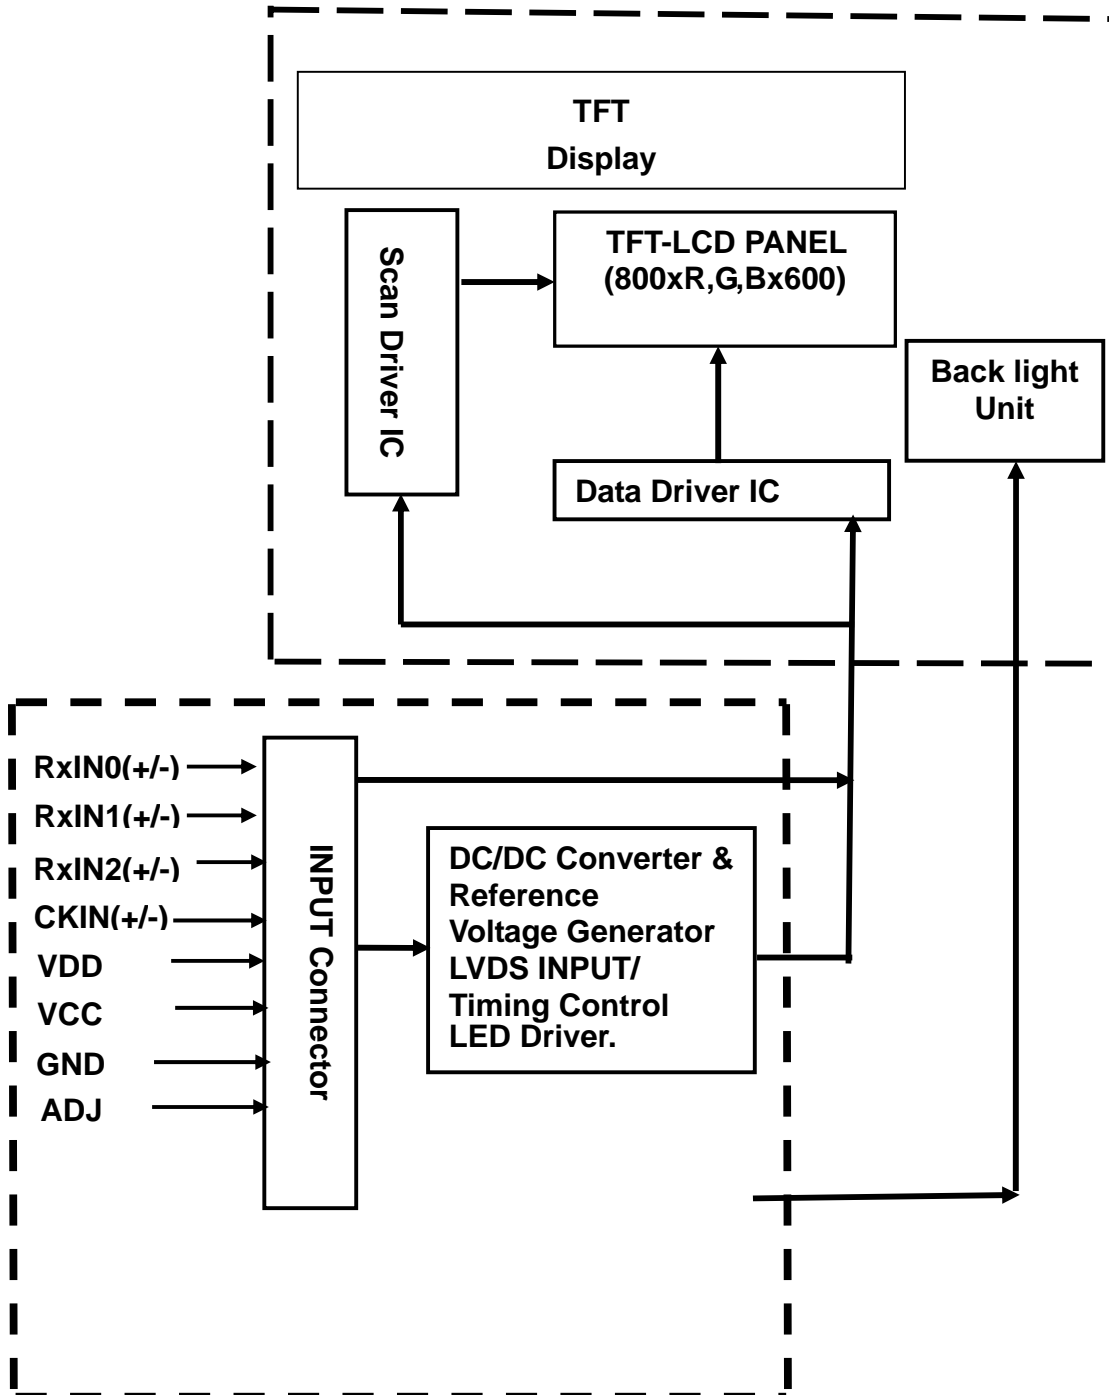 TFT
Display
Scan Driver IC
TFT-LCD PANEL
(800xR,G,Bx600)
Back light
Unit
Data Driver IC
RxIN0(+/-)
RxIN1(+/-)
RxIN2(+/-)
CKIN(+/-)
VDD
VCC
GND
ADJ
INPUT Connector
DC/DC Converter &
Reference
Voltage Generator
LVDS INPUT/
Timing Control
LED Driver.